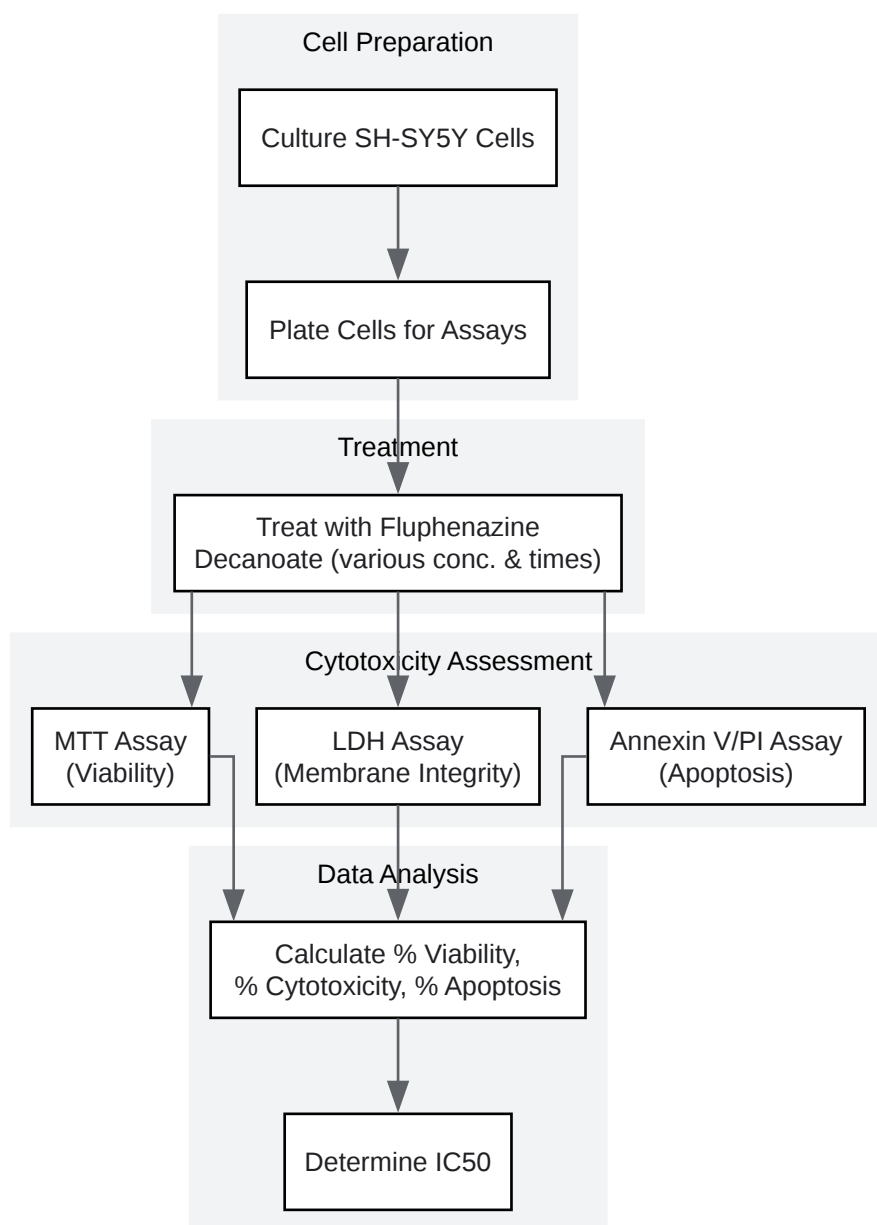 Cell Preparation
Culture SH-SY5Y Cells
Plate Cells for Assays
Treatment
Treat with Fluphenazine
Decanoate (various conc. & times)
Cytotoxicity Assessment
MTT Assay
(Viability)
LDH Assay
(Membrane Integrity)
Annexin V/PI Assay
(Apoptosis)
Data Analysis
Calculate % Viability,
% Cytotoxicity, % Apoptosis
Determine IC50